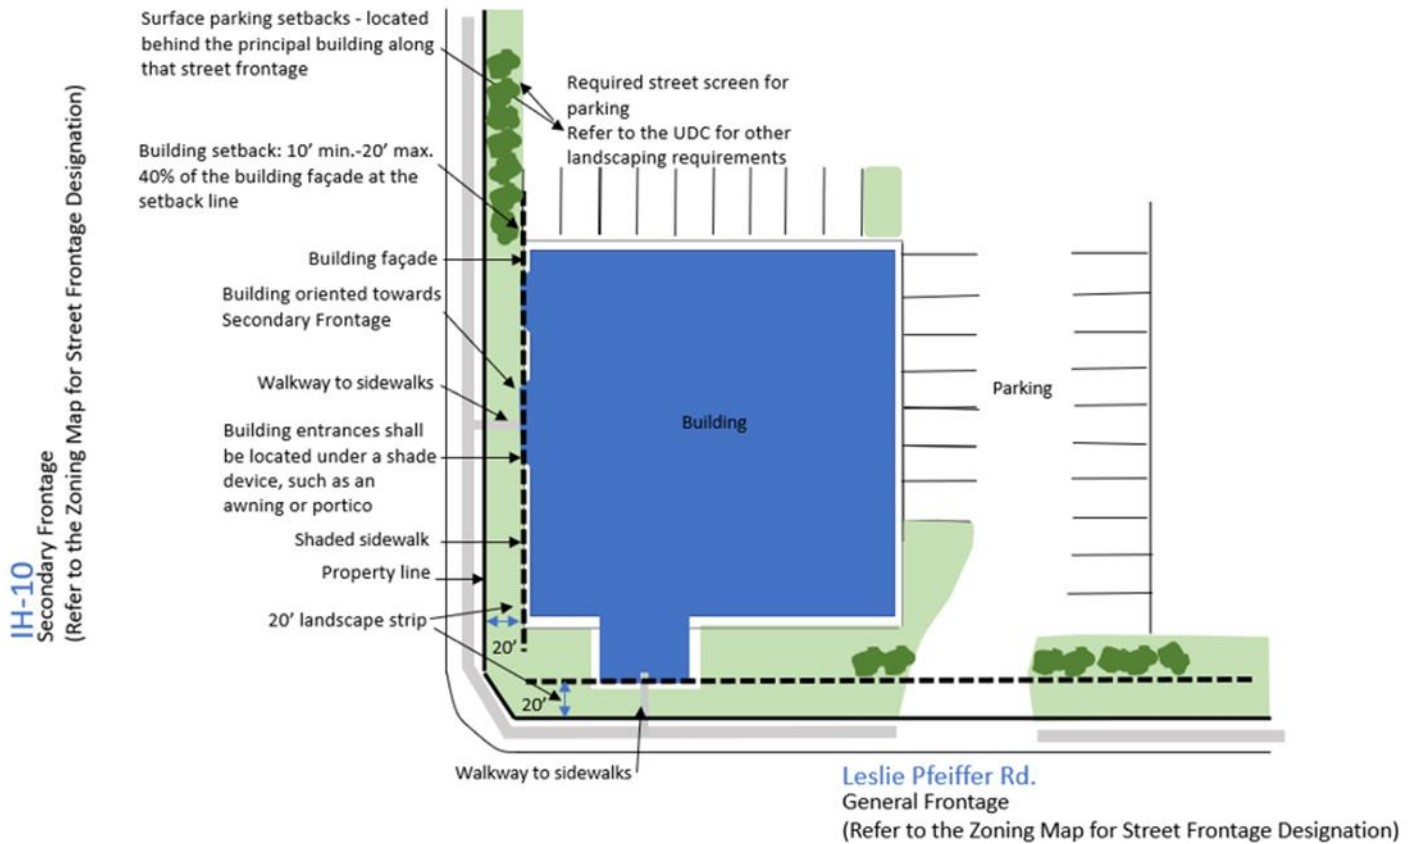 Surface parking setbacks - located
behind the principal building along
that street frontage
Required street screen for
parking
Refer to the UDC for other
landscaping requirements
Building setback: 10’ min.-20’ max.
40% of the building façade at the
setback line
Building façade
Building oriented towards
Secondary Frontage
Walkway to sidewalks
Building entrances shall
be located under a shade
device, such as an
awning or portico
Shaded sidewalk
Property line
20’ landscape strip
20’
20’
Walkway to sidewalks
Building
Parking
IH-10
Secondary Frontage
(Refer to the Zoning Map for Street Frontage Designation)
Leslie Pfeiffer Rd.
General Frontage
(Refer to the Zoning Map for Street Frontage Designation)